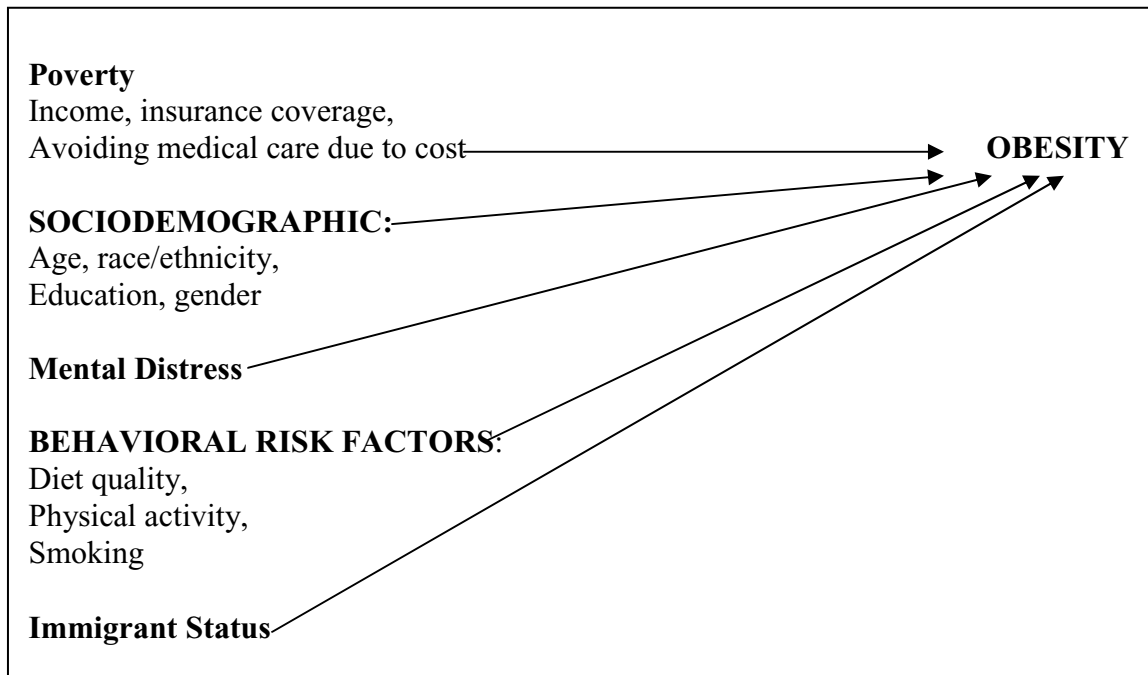 Poverty
Income, insurance coverage,
Avoiding medical care due to cost
OBESITY
SOCIODEMOGRAPHIC:
Age, race/ethnicity,
Education, gender
Mental Distress
BEHAVIORAL RISK FACTORS:
Diet quality,
Physical activity,
Smoking
Immigrant Status